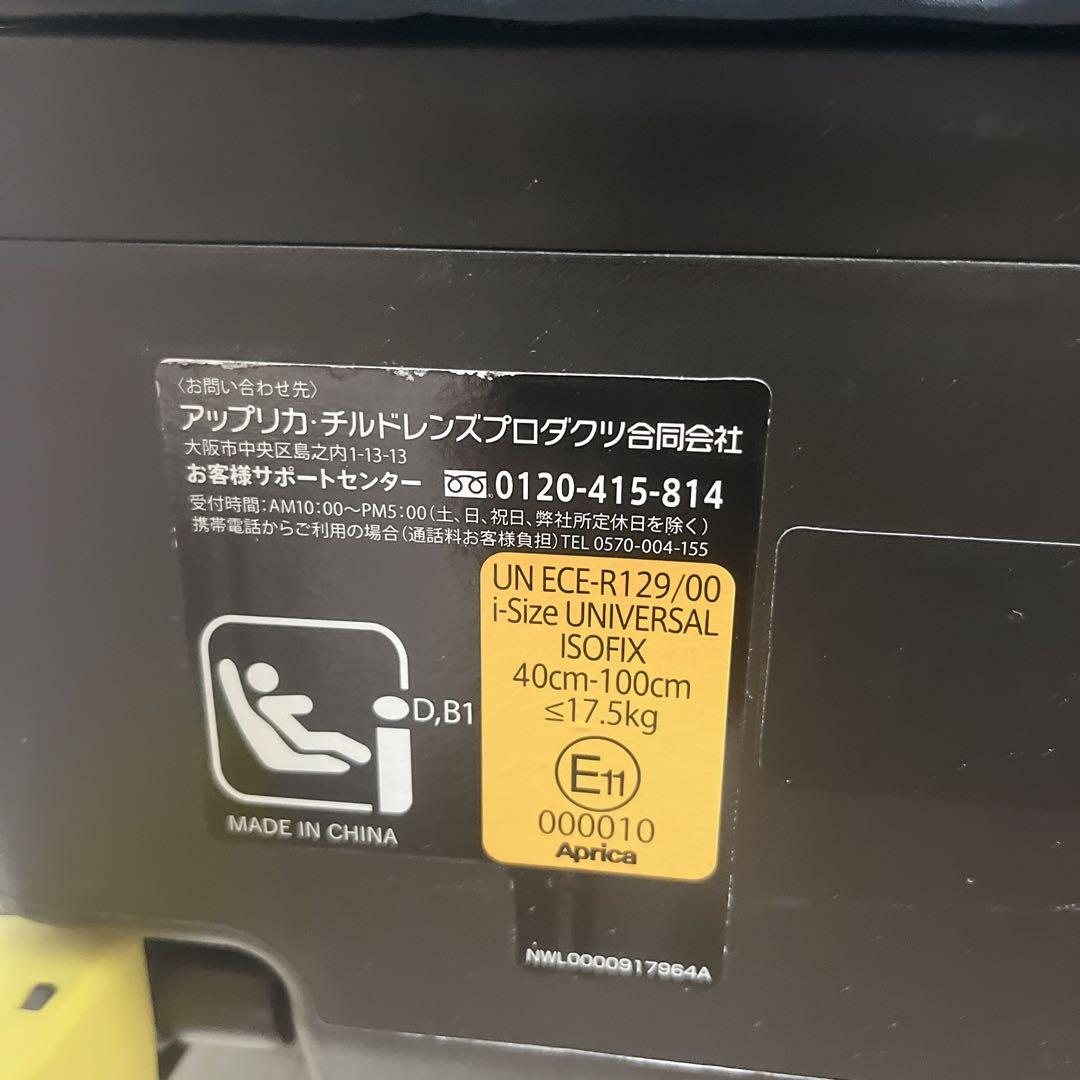 〈お問い合わせ先〉
アップリカ・チルドレンズプロダクツ合同会社
大阪市中央区島之内1-13-13
お客様サポートセンター 0120-415-814
受付時間:AM10:00〜PM5:00(土、日、祝日、弊社所定休日を除く)
携帯電話からご利用の場合(通話料お客様負担)TEL 0570-004-155
UN ECE-R129/00
i-Size UNIVERSAL
ISOFIX
40cm-100cm
≤17.5kg
E11
000010
Aprica
D,B1
MADE IN CHINA
NWL0000917964A